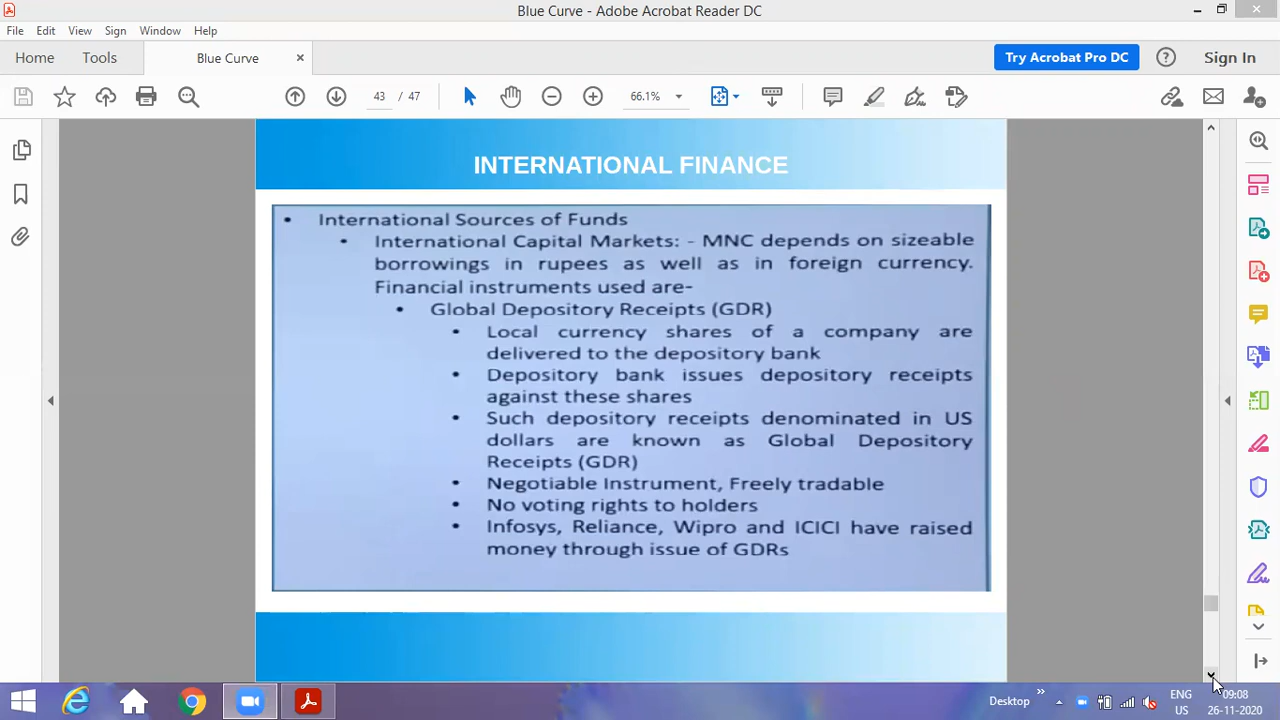 Blue Curve - Adobe Acrobat Reader DC
File Edit View Sign Window Help
Home Tools Blue Curve × Try Acrobat Pro DC ? Sign In
43 / 47 66.1%
INTERNATIONAL FINANCE
• International Sources of Funds
• International Capital Markets: - MNC depends on sizeable
borrowings in rupees as well as in foreign currency.
Financial instruments used are-
• Global Depository Receipts (GDR)
• Local currency shares of a company are
delivered to the depository bank
• Depository bank issues depository receipts
against these shares
• Such depository receipts denominated in US
dollars are known as Global Depository
Receipts (GDR)
• Negotiable Instrument, Freely tradable
• No voting rights to holders
• Infosys, Reliance, Wipro and ICICI have raised
money through issue of GDRs
Desktop » ENG 09:08
US 26-11-2020